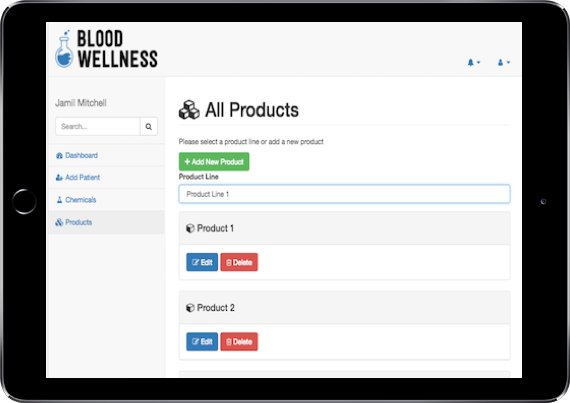 BLOOD
WELLNESS
Jamil Mitchell
Search...
Dashboard
Add Patient
Chemicals
Products
All Products
Please select a product line or add a new product
+ Add New Product
Product Line
Product Line 1
Product 1
Edit
Delete
Product 2
Edit
Delete